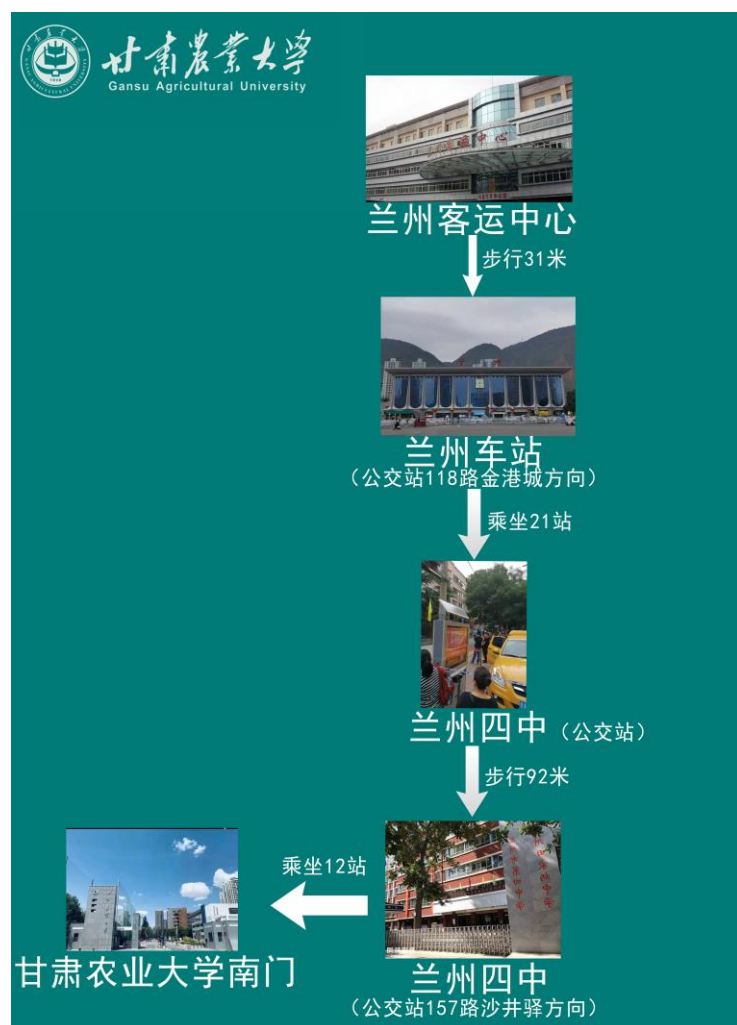 甘肃农业大学
Gansu Agricultural University
兰州客运中心
步行31米
兰州车站
（公交站118路金港城方向）
乘坐21站
兰州四中（公交站）
步行92米
乘坐12站
甘肃农业大学南门
兰州四中
（公交站157路沙井驿方向）